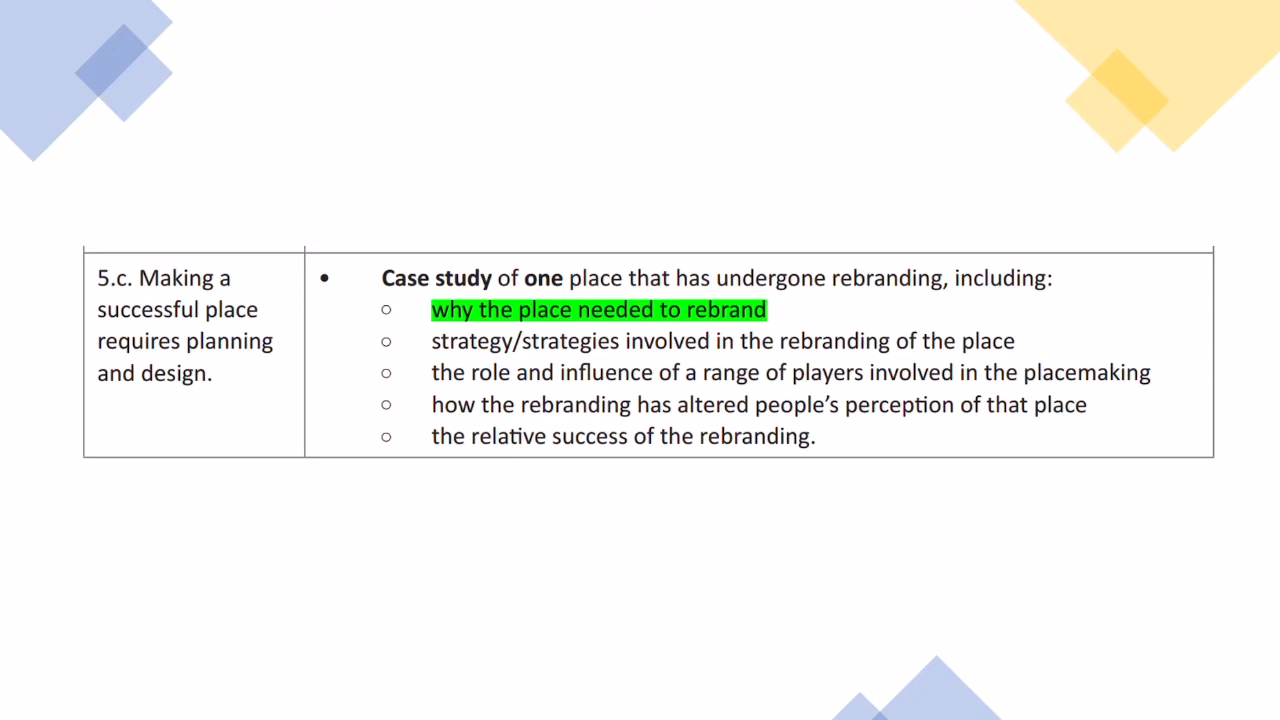 5.c. Making a
successful place
requires planning
and design.
• Case study of one place that has undergone rebranding, including:
○ why the place needed to rebrand
○ strategy/strategies involved in the rebranding of the place
○ the role and influence of a range of players involved in the placemaking
○ how the rebranding has altered people’s perception of that place
○ the relative success of the rebranding.